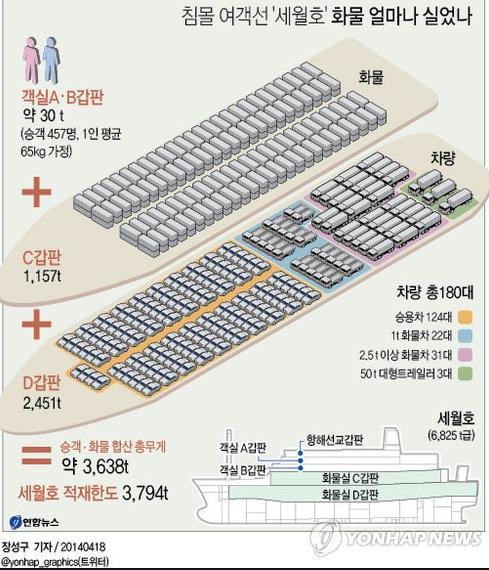 침몰 여객선 '세월호' 화물 얼마나 실었나
객실A·B갑판
약 30t
(승객 457명, 1인 평균
65kg 가정)
화물
+
C갑판
1,157t
차량
+
D갑판
2,451t
차량 총180대
승용차 124대
1t 화물차 22대
2.5t 이상 화물차 31대
50t 대형트레일러 3대
= 승객·화물 합산 총무게
약 3,638t
세월호 적재한도 3,794t
세월호
(6,825t급)
객실 A갑판
항해선교갑판
객실 B갑판
화물실 C갑판
화물실 D갑판
연합뉴스
YONHAP NEWS
장성구 기자 / 20140418
@yonhap_graphics(트위터)